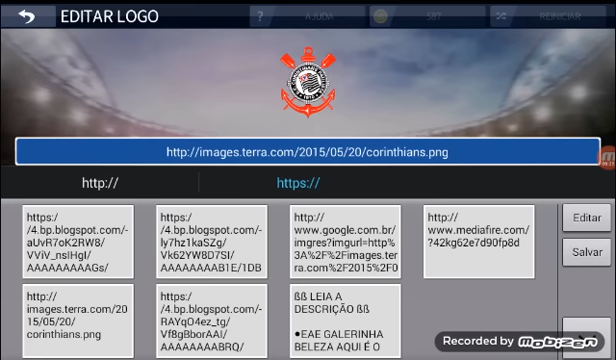 EDITAR LOGO
? AJUDA
587
REINICIAR
http://images.terra.com/2015/05/20/corinthians.png
http://
https://
https:/
/4.bp.blogspot.com/-
aUvR7oK2RW8/
VViV_nsIHgI/
AAAAAAAAGs/
https:/
/4.bp.blogspot.com/-
ly7hz1kaSZg/
Vk62YW8D7SI/
AAAAAAAAB1E/1DB
http://
www.google.com.br/
imgres?imgurl=http%
3A%2F%2Fimages.ter
ra.com%2F2015%2F0
http://
www.mediafire.com/
?42kg62e7d90fp8d
Editar
Salvar
http://
images.terra.com/20
15/05/20/
corinthians.png
https:/
/4.bp.blogspot.com/-
RAYqO4ez_tg/
Vf8gBborAAI/
AAAAAAAABRQ/
ßß LEIA A
DESCRIÇÃO ßß
●EAE GALERINHA
BELEZA AQUI É O
Recorded by Mobizen